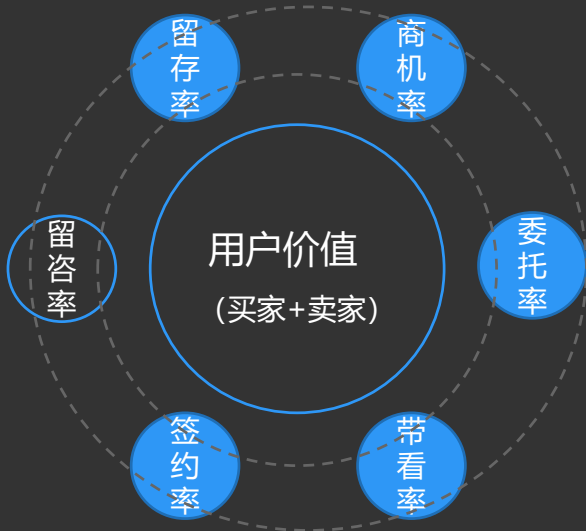 留存率
商机率
用户价值
（买家+卖家）
留咨率
委托率
签约率
带看率